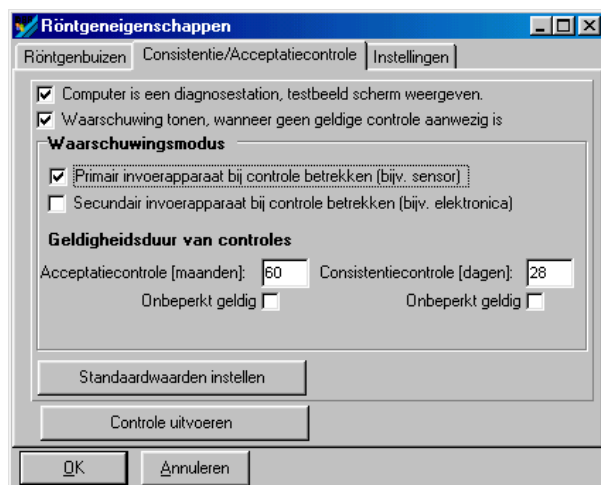 Röntgeneigenschappen
Röntgenbuizen Consistentie/Acceptatiecontrole Instellingen
Computer is een diagnosestation, testbeeld scherm weergeven.
Waarschuwing tonen, wanneer geen geldige controle aanwezig is
Waarschuwingsmodus
Primair invoerapparaat bij controle betrekken (bijv. sensor)
Secundair invoerapparaat bij controle betrekken (bijv. elektronica)
Geldigheidsduur van controles
Acceptatiecontrole [maanden]: 60 Consistentiecontrole [dagen]: 28
Onbeperkt geldig Onbeperkt geldig
Standaardwaarden instellen
Controle uitvoeren
OK Annuleren